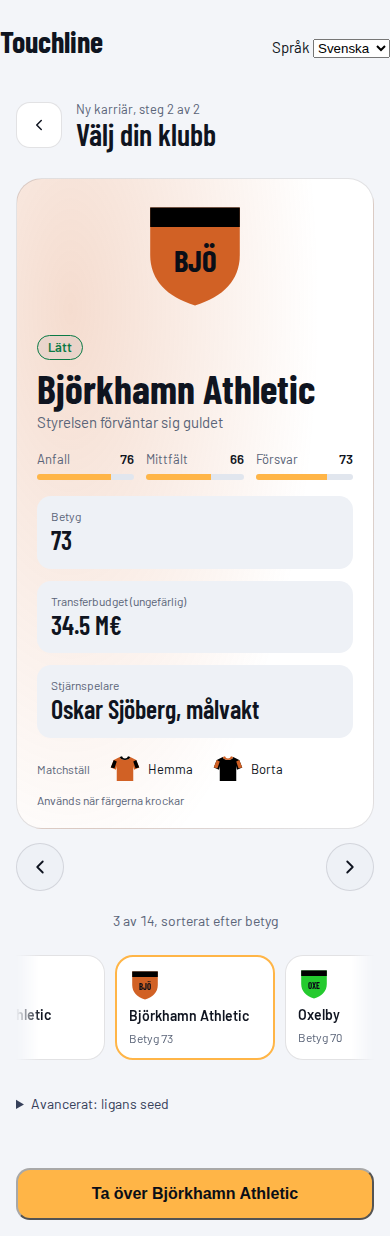 Touchline
Språk Svenska
Ny karriär, steg 2 av 2
Välj din klubb
BJÖ
Lätt
Björkhamn Athletic
Styrelsen förväntar sig guldet
Anfall 76 Mittfält 66 Försvar 73
Betyg
73
Transferbudget (ungefärlig)
34.5 M€
Stjärnspelare
Oskar Sjöberg, målvakt
Matchställ Hemma Borta
Används när färgerna krockar
3 av 14, sorterat efter betyg
BJÖ OXE
Björkhamn Athletic Oxelby
Betyg 73 Betyg 70
Avancerat: ligans seed
Ta över Björkhamn Athletic